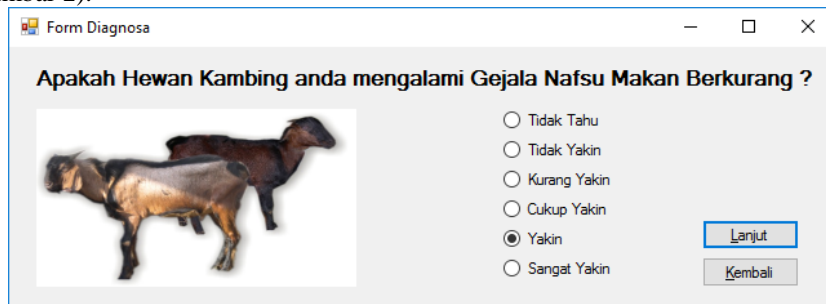 Form Diagnosa
Apakah Hewan Kambing anda mengalami Gejala Nafsu Makan Berkurang ?
Tidak Tahu
Tidak Yakin
Kurang Yakin
Cukup Yakin
Yakin
Sangat Yakin
Lanjut
Kembali